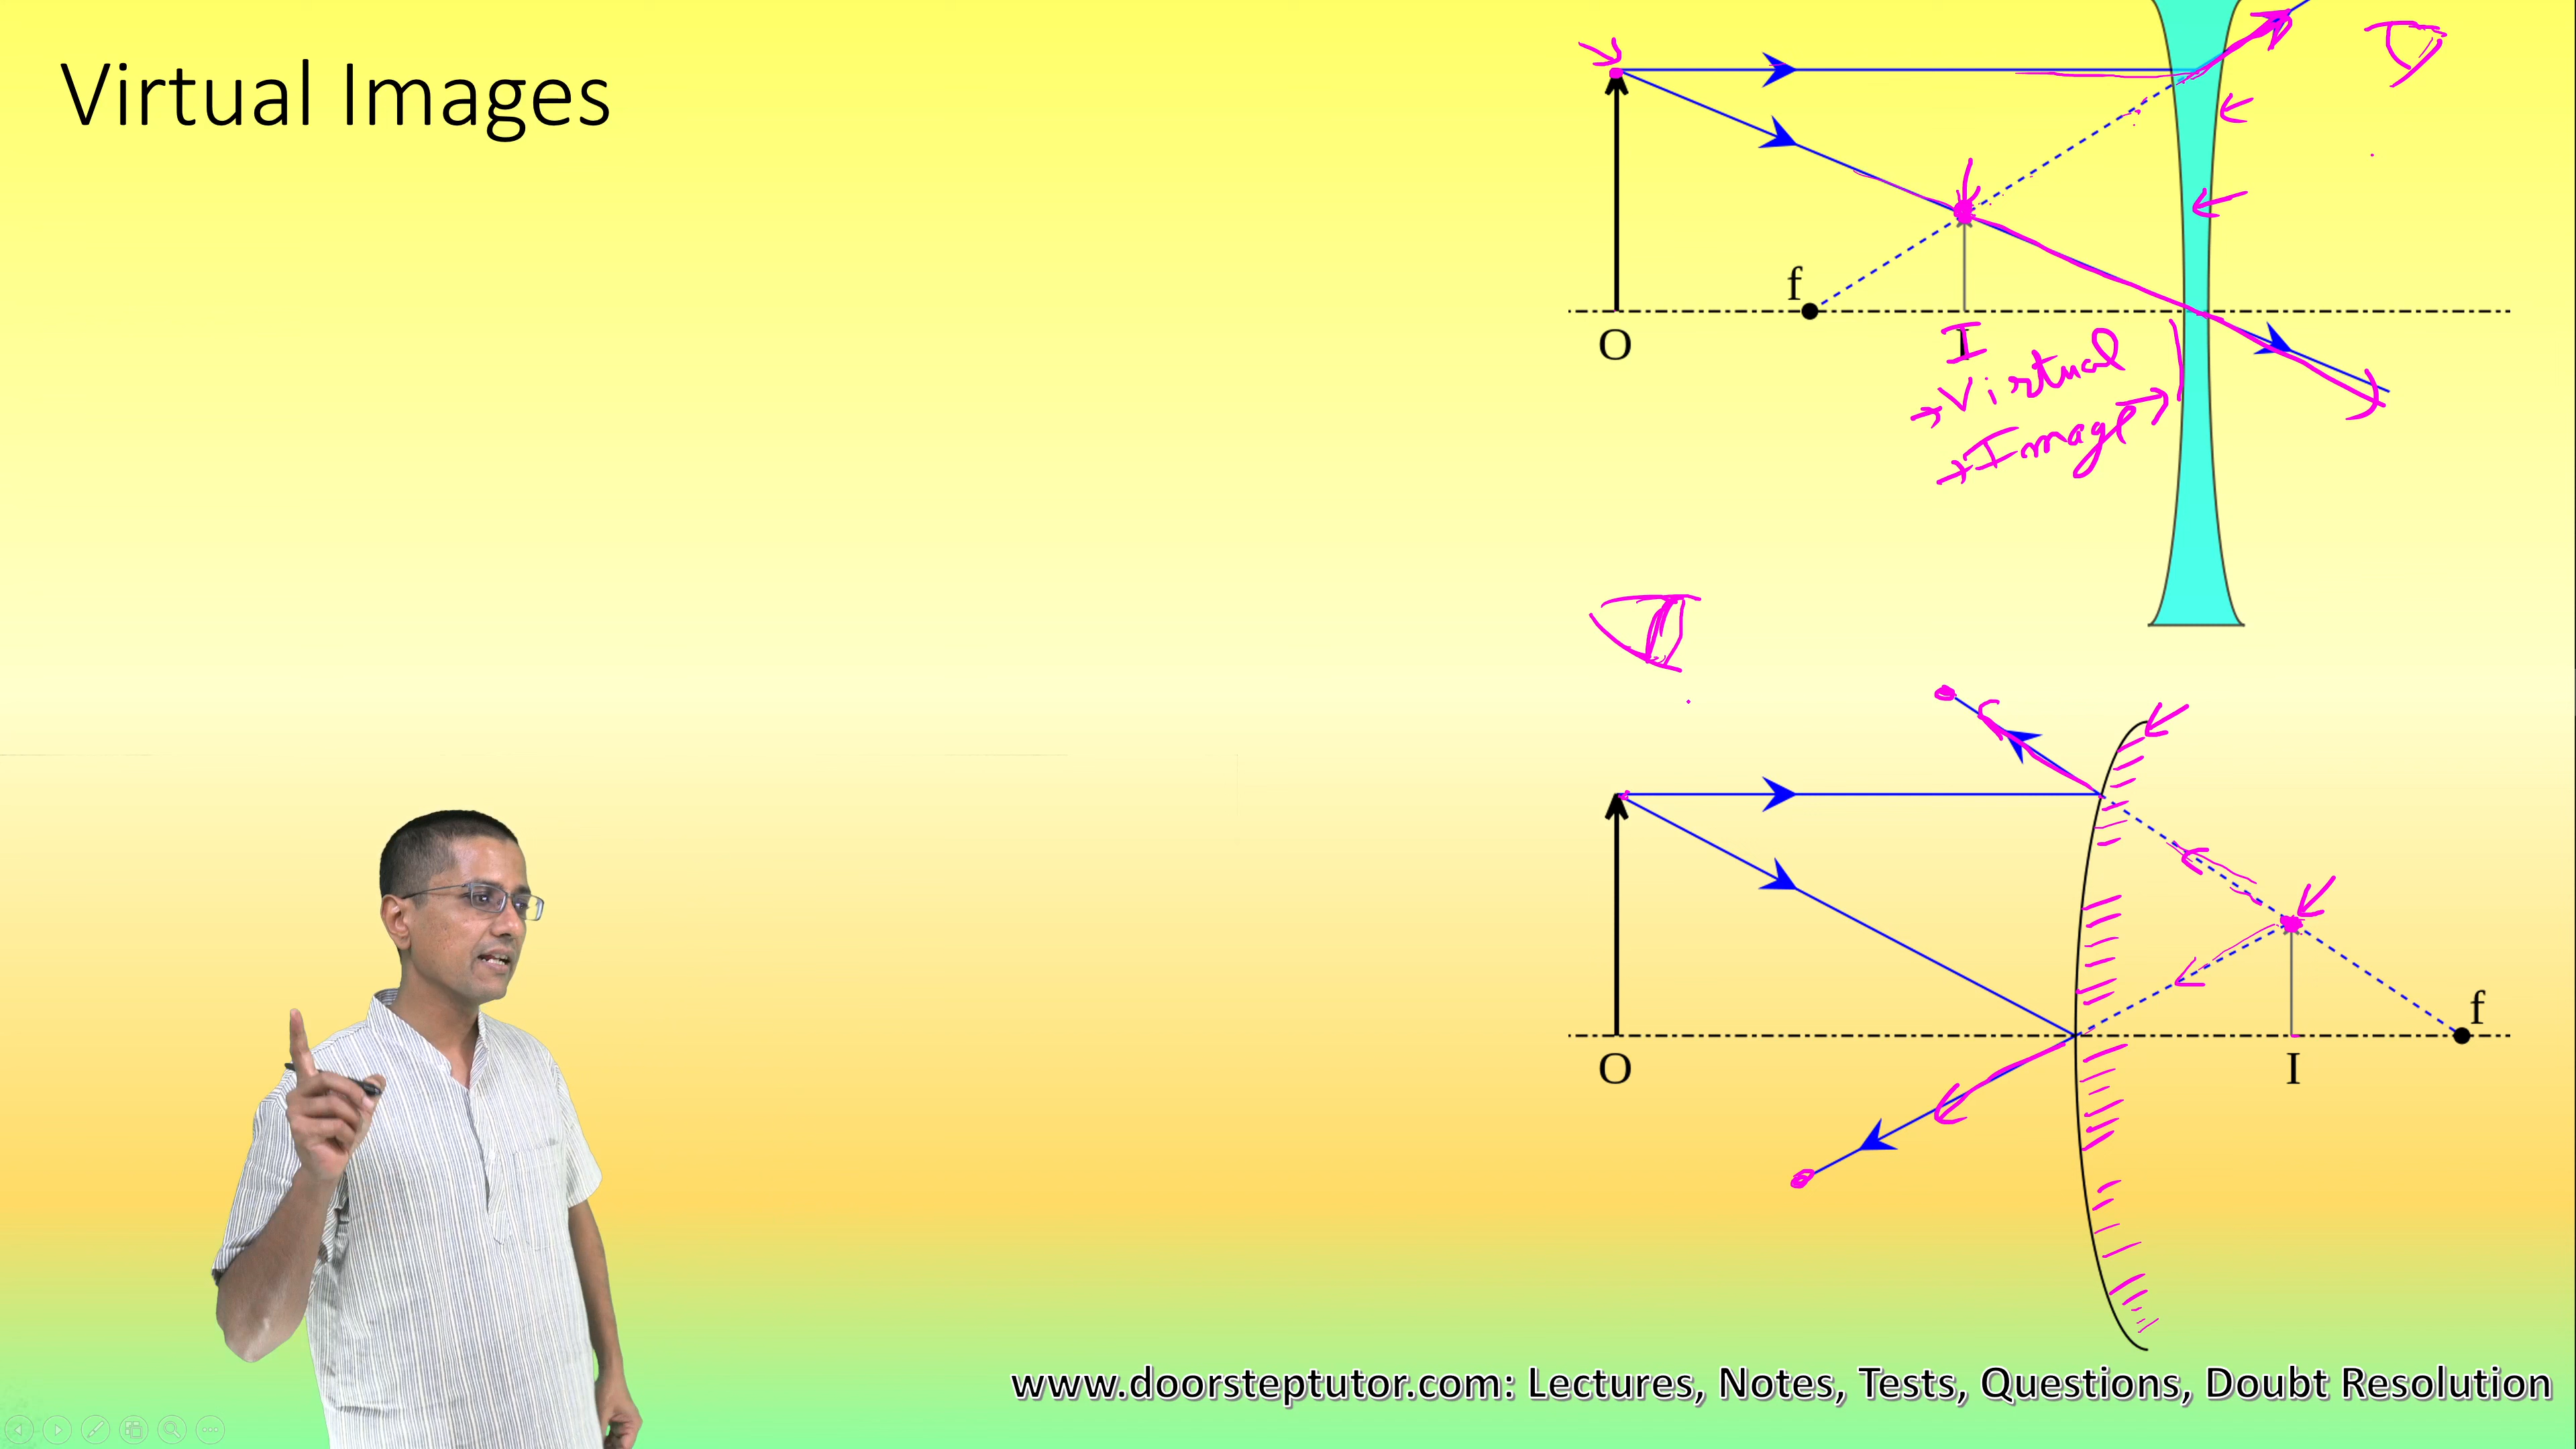 Virtual Images
f
O
I
I
Virtual
Image
f
O
I
www.doorsteptutor.com: Lectures, Notes, Tests, Questions, Doubt Resolution